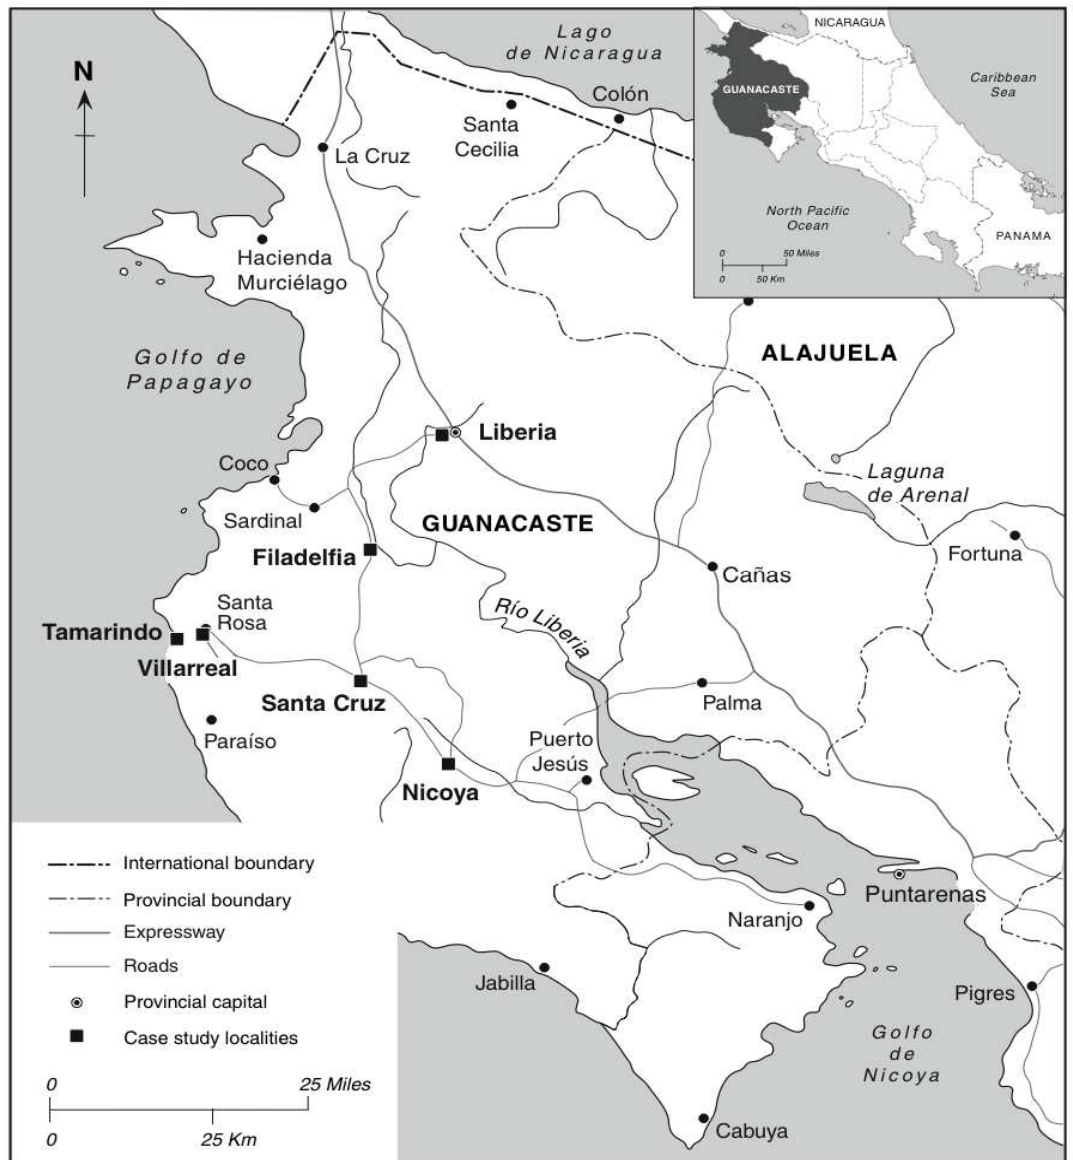 Lago
de Nicaragua
N
Colón
Santa
Cecilia
La Cruz
Hacienda
Murciélago
Golfo de
Papagayo
NICARAGUA
GUANACASTE
Caribbean
Sea
North Pacific
Ocean
PANAMA
0 50 Miles
0 50 Km
ALAJUELA
Liberia
Coco
Sardinal
GUANACASTE
Laguna
de Arenal
Filadelfia
Fortuna
Cañas
Santa
Rosa
Río Liberia
Tamarindo
Villarreal
Santa Cruz
Palma
Paraíso
Puerto
Jesús
Nicoya
Puntarenas
Naranjo
Jabilla
Pigres
Golfo
de
Nicoya
Cabuya
International boundary
Provincial boundary
Expressway
Roads
Provincial capital
Case study localities
0 25 Miles
0 25 Km